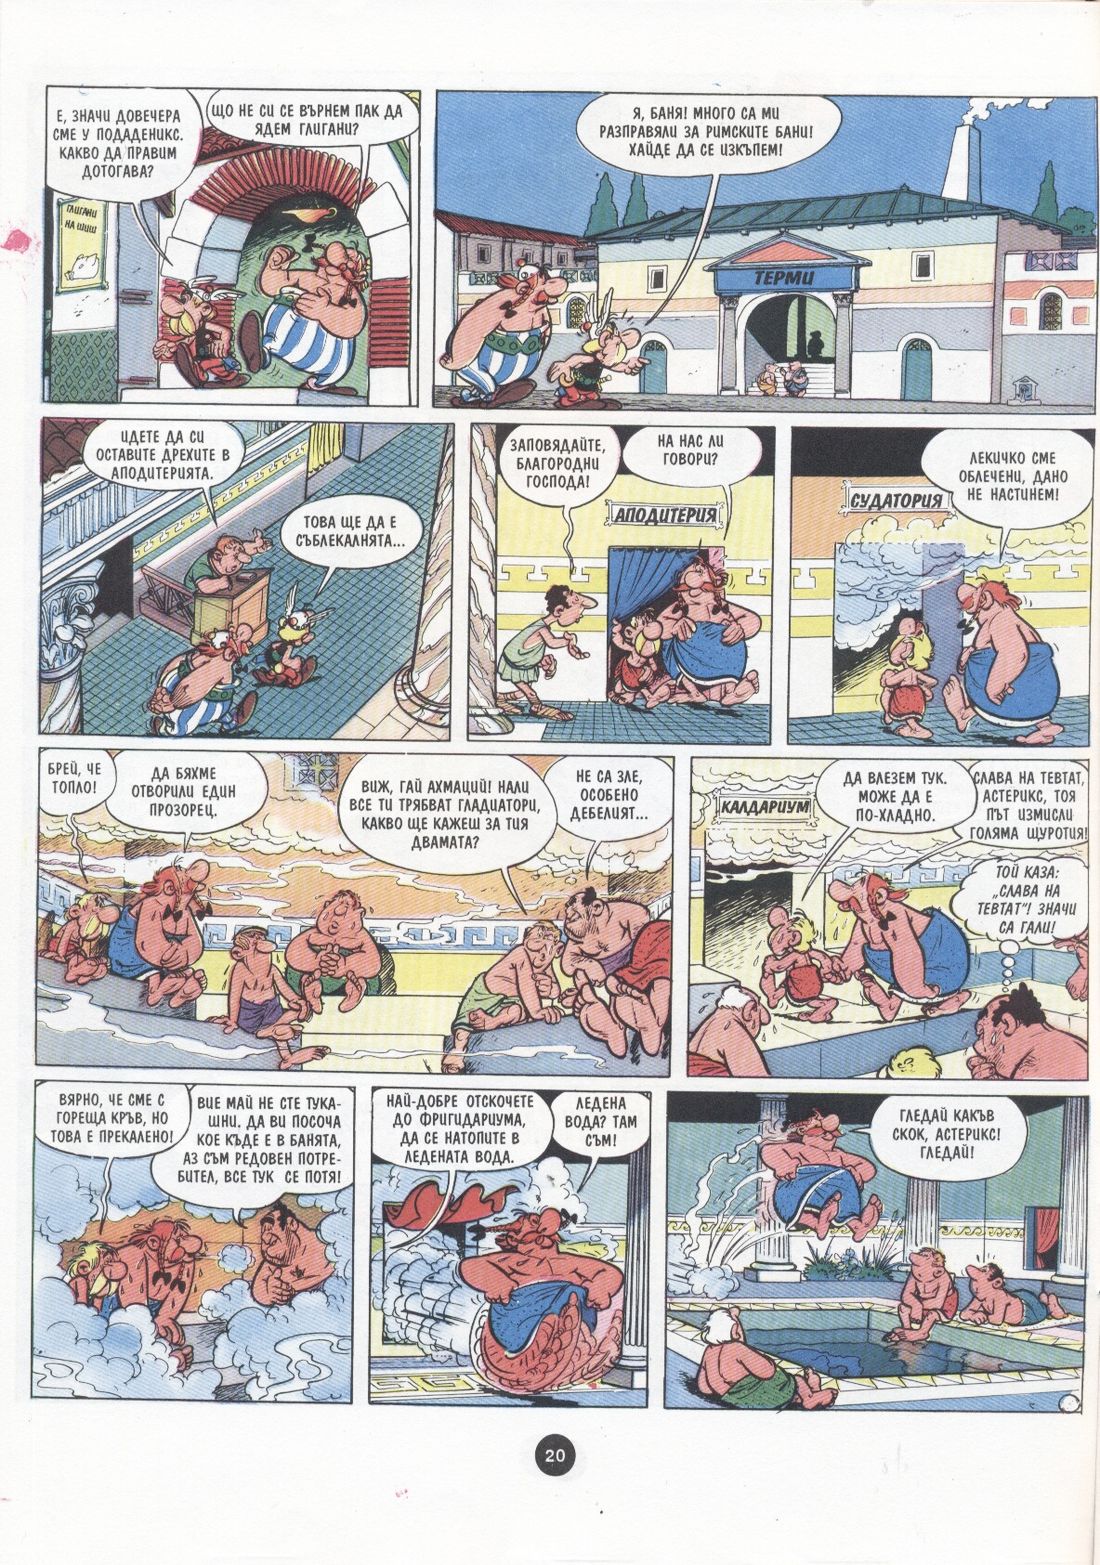 Е, ЗНАЧИ ДОВЕЧЕРА
СМЕ У ПОДАДЕНИКС.
КАКВО ДА ПРАВИМ
ДОТОГАВА?
ЩО НЕ СИ СЕ ВЪРНЕМ ПАК ДА
ЯДЕМ ГЛИГАНИ?
ГЛИГАНИ
НА ШИШ
Я, БАНЯ! МНОГО СА МИ
РАЗПРАВЯЛИ ЗА РИМСКИТЕ БАНИ!
ХАЙДЕ ДА СЕ ИЗКЪПЕМ!
ТЕРМИ
ИДЕТЕ ДА СИ
ОСТАВИТЕ ДРЕХИТЕ В
АПОДИТЕРИЯТА.
ТОВА ЩЕ ДА Е
СЪБЛЕКАЛНЯТА...
ЗАПОВЯДАЙТЕ,
БЛАГОРОДНИ
ГОСПОДА!
НА НАС ЛИ
ГОВОРИ?
АПОДИТЕРИЯ
СУДАТОРИЯ
ЛЕКИЧКО СМЕ
ОБЛЕЧЕНИ, ДАНО
НЕ НАСТИНЕМ!
БРЕЙ, ЧЕ
ТОПЛО!
ДА БЯХМЕ
ОТВОРИЛИ ЕДИН
ПРОЗОРЕЦ.
ВИЖ, ГАЙ АХМАЦИЙ! НАЛИ
ВСЕ ТИ ТРЯБВАТ ГЛАДИАТОРИ,
КАКВО ЩЕ КАЖЕШ ЗА ТИЯ
ДВАМАТА?
НЕ СА ЗЛЕ,
ОСОБЕНО
ДЕБЕЛИЯТ...
КАЛДАРИУМ
ДА ВЛЕЗЕМ ТУК.
МОЖЕ ДА Е
ПО-ХЛАДНО.
СЛАВА НА ТЕВТАТ,
АСТЕРИКС, ТОЯ
ПЪТ ИЗМИСЛИ
ГОЛЯМА ЩУРОТИЯ!
ТОЙ КАЗА:
„СЛАВА НА
ТЕВТАТ"! ЗНАЧИ
СА ГАЛИ!
ВЯРНО, ЧЕ СМЕ С
ГОРЕЩА КРЪВ, НО
ТОВА Е ПРЕКАЛЕНО!
ВИЕ МАЙ НЕ СТЕ ТУКА-
ШНИ, ДА ВИ ПОСОЧА
КОЕ КЪДЕ Е В БАНЯТА,
АЗ СЪМ РЕДОВЕН ПОТРЕ-
БИТЕЛ, ВСЕ ТУК СЕ ПОТЯ!
НАЙ-ДОБРЕ ОТСКОЧЕТЕ
ДО ФРИГИДАРИУМА,
ДА СЕ НАТОПИТЕ В
ЛЕДЕНАТА ВОДА.
ЛЕДЕНА
ВОДА? ТАМ
СЪМ!
ГЛЕДАЙ КАКЪВ
СКОК, АСТЕРИКС!
ГЛЕДАЙ!
20